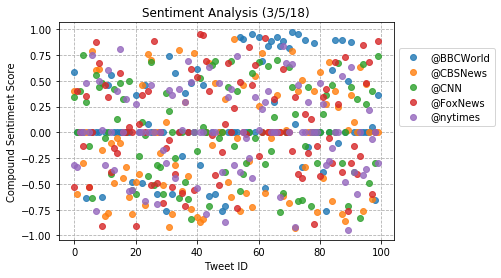 Sentiment Analysis (3/5/18)
Compound Sentiment Score
1.00
0.75
0.50
0.25
0.00
−0.25
−0.50
−0.75
−1.00
0
20
40
60
80
100
Tweet ID
@BBCWorld
@CBSNews
@CNN
@FoxNews
@nytimes